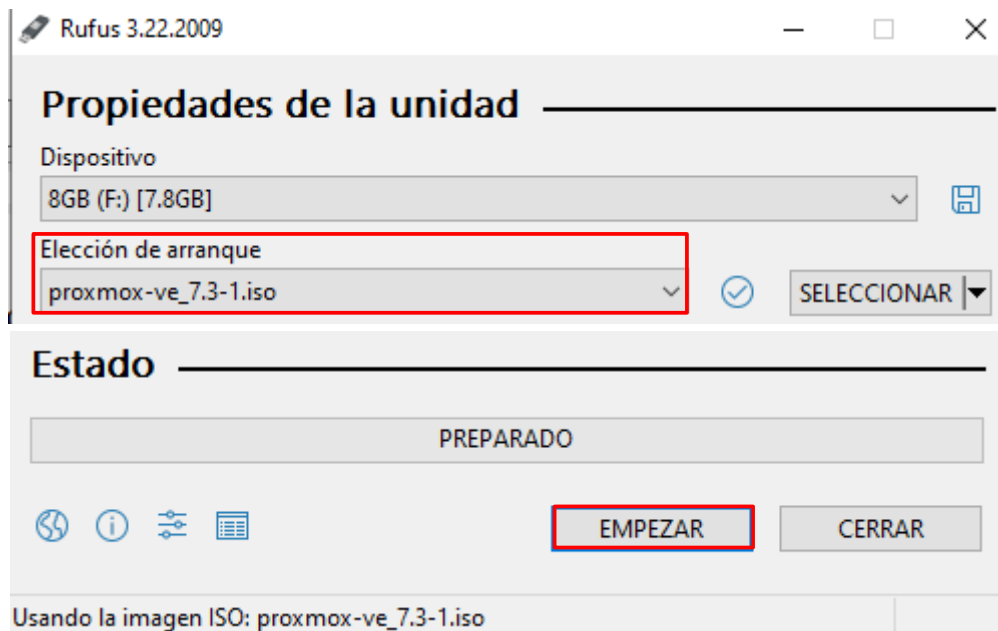 Rufus 3.22.2009
Propiedades de la unidad
Dispositivo
8GB (F:) [7.8GB]
Elección de arranque
proxmox-ve_7.3-1.iso
SELECCIONAR
Estado
PREPARADO
EMPEZAR CERRAR
Usando la imagen ISO: proxmox-ve_7.3-1.iso